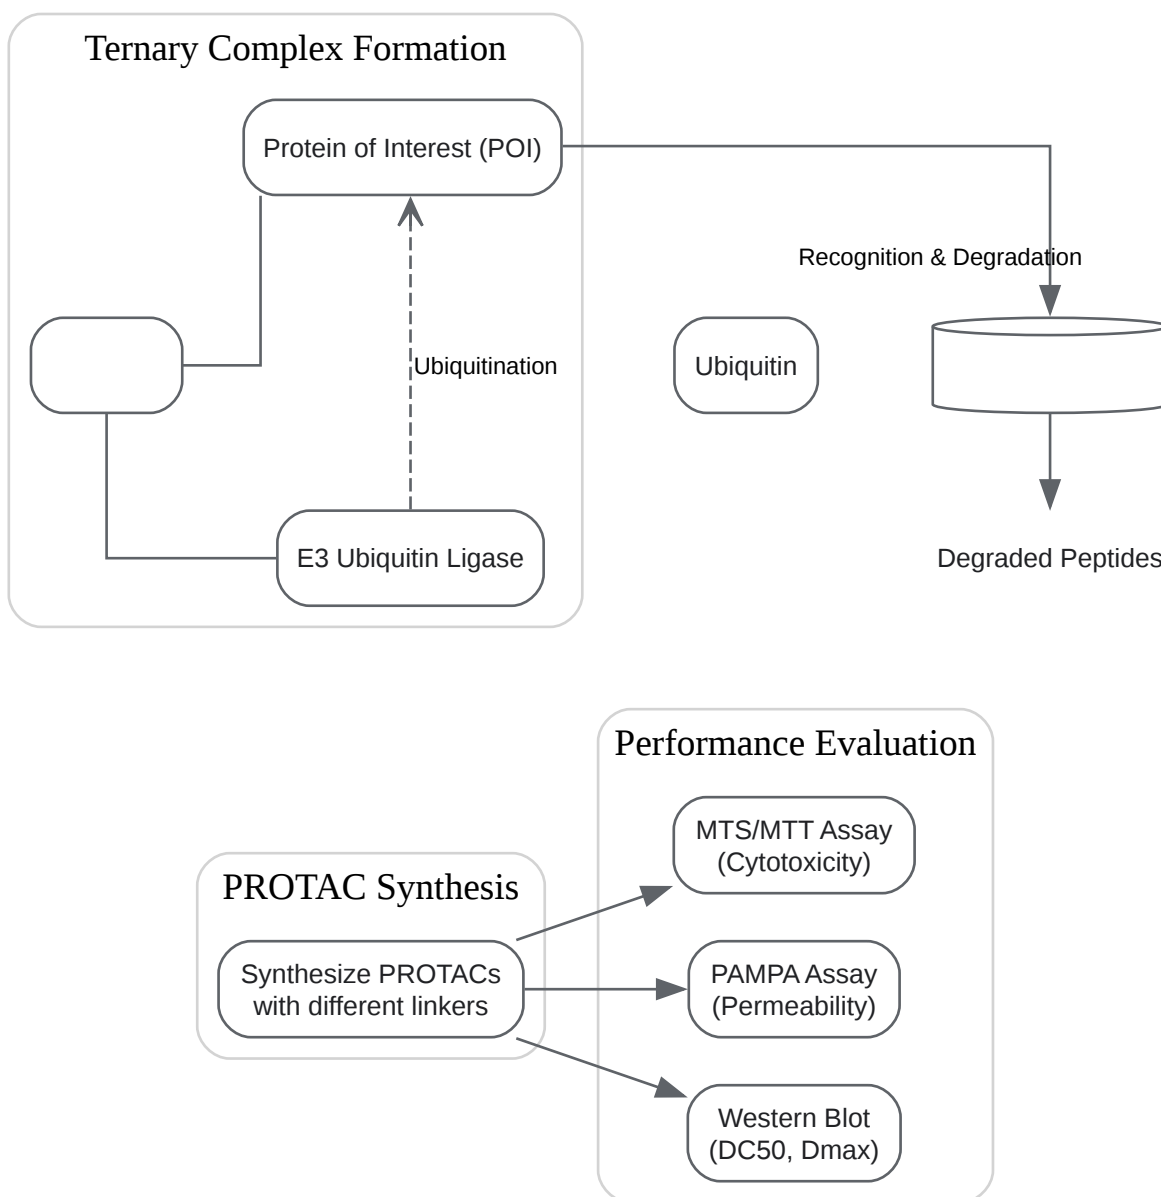 Ternary Complex Formation
Protein of Interest (POI)
Recognition & Degradation
Ubiquitination
Ubiquitin
E3 Ubiquitin Ligase
Degraded Peptides
Performance Evaluation
MTS/MTT Assay
(Cytotoxicity)
PROTAC Synthesis
Synthesize PROTACs
with different linkers
PAMPA Assay
(Permeability)
Western Blot
(DC50, Dmax)